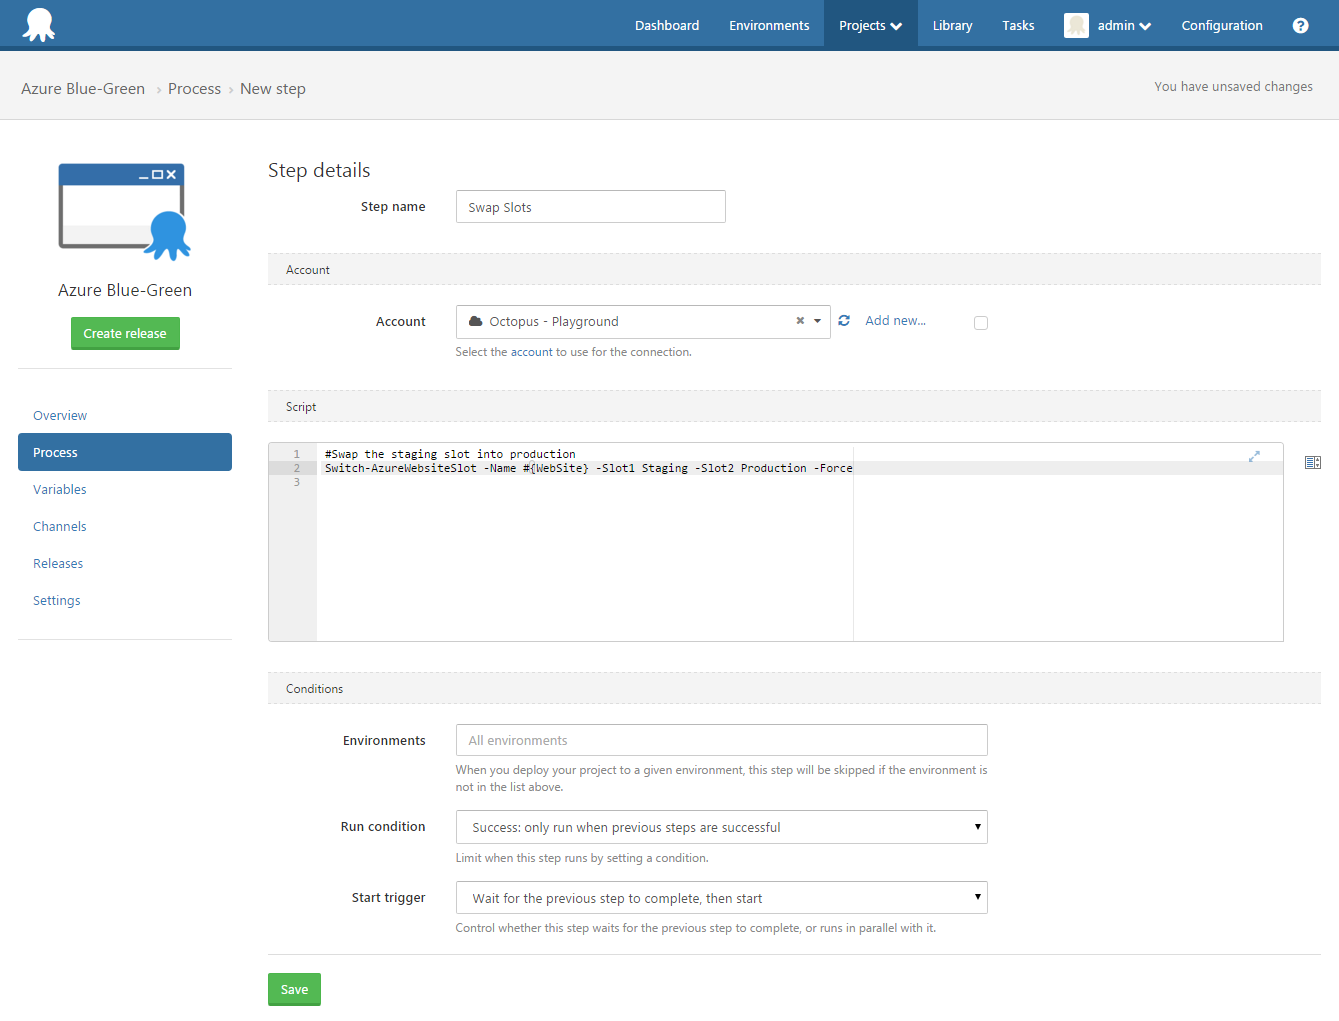 Dashboard Environments Projects Library Tasks admin Configuration ?
Azure Blue-Green › Process › New step
You have unsaved changes
Azure Blue-Green
Create release
Overview
Process
Variables
Channels
Releases
Settings
Step details
Step name Swap Slots
Account
Account Octopus - Playground Add new...
Select the account to use for the connection.
Script
1 #Swap the staging slot into production
2 Switch-AzureWebsiteSlot -Name #{WebSite} -Slot1 Staging -Slot2 Production -Force
3
Conditions
Environments All environments
When you deploy your project to a given environment, this step will be skipped if the environment is
not in the list above.
Run condition Success: only run when previous steps are successful
Limit when this step runs by setting a condition.
Start trigger Wait for the previous step to complete, then start
Control whether this step waits for the previous step to complete, or runs in parallel with it.
Save